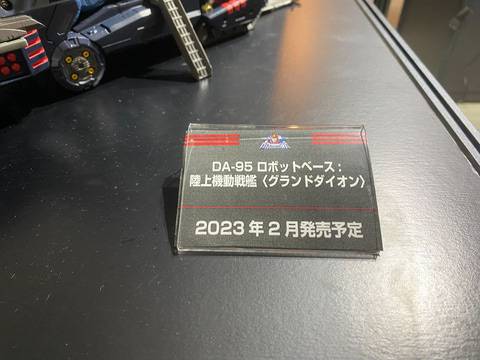 DA-95 ロボットベース：
陸上機動戦艦〈グランドダイオン〉
2023年2月発売予定